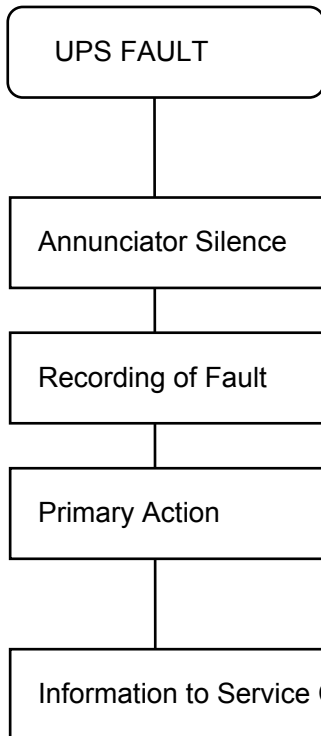 UPS FAULT
Annunciator Silence
Recording of Fault
Primary Action
Information to Service